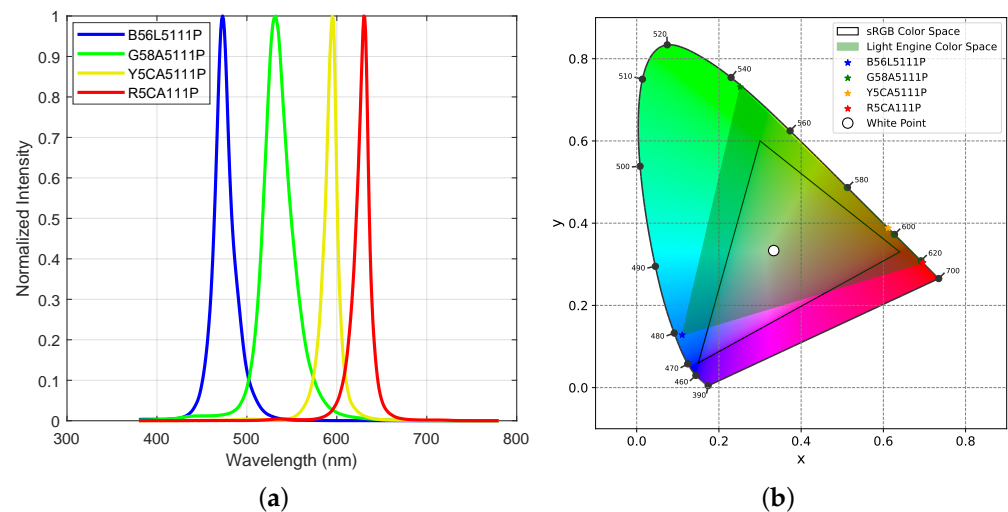 B56L5111P
G58A5111P
Y5CA5111P
R5CA111P
1
0.9
0.8
0.7
0.6
0.5
0.4
0.3
0.2
0.1
0
Normalized Intensity
300 400 500 600 700 800
Wavelength (nm)
(a)
sRGB Color Space
Light Engine Color Space
B56L5111P
G58A5111P
Y5CA5111P
R5CA111P
White Point
520
540
510
560
500
580
600
490
620
700
480
470
460
390
0.8
0.6
0.4
0.2
0.0
y
0.0 0.2 0.4 0.6 0.8
x
(b)